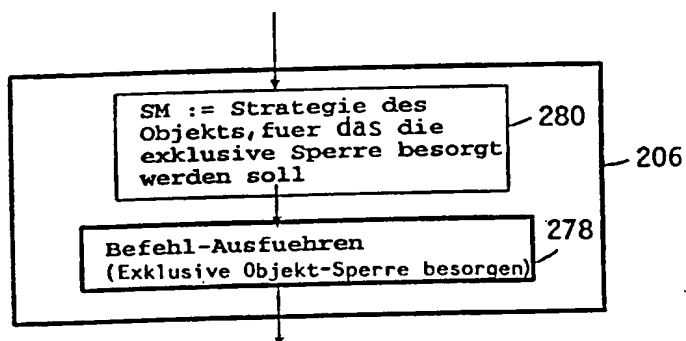 SM := Strategie des
Objekts, fuer das die
exklusive Sperre besorgt
werden soll
280
206
Befehl-Ausfuehren
(Exklusive Objekt-Sperre besorgen)
278